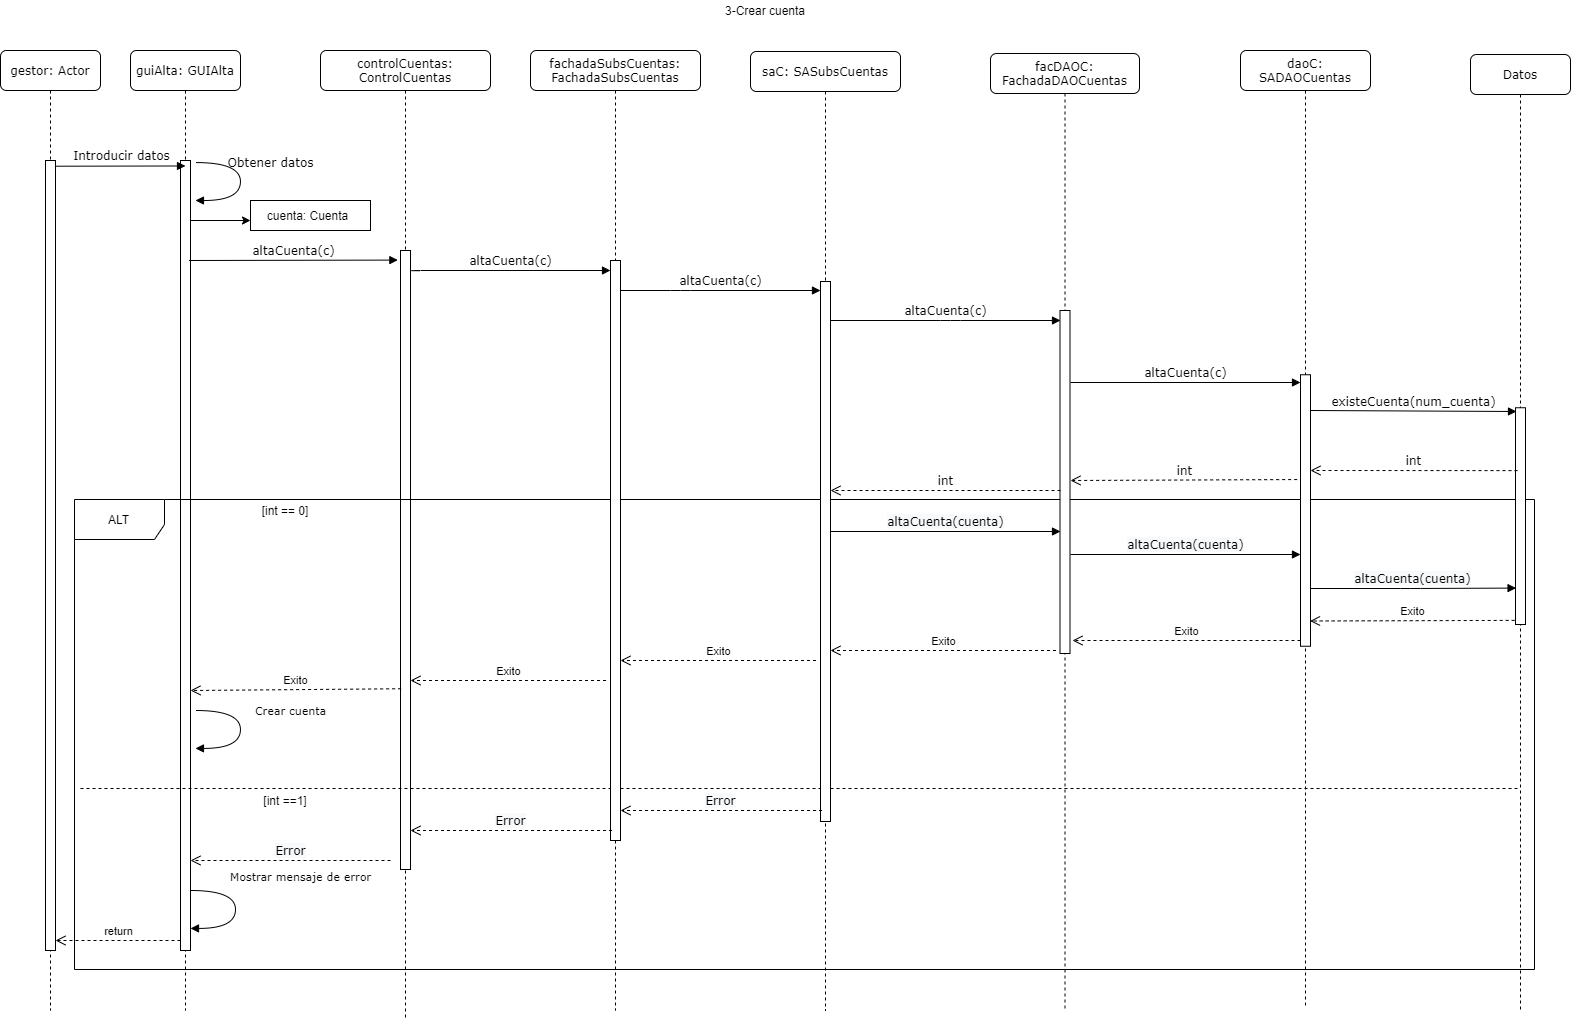 3-Crear cuenta
gestor: Actor
guiAlta: GUIAlta
controlCuentas:
ControlCuentas
fachadaSubsCuentas:
FachadaSubsCuentas
saC: SASubsCuentas
facDAOC:
FachadaDAOCuentas
daoC:
SADAOCuentas
Datos
Introducir datos
Obtener datos
cuenta: Cuenta
altaCuenta(c)
altaCuenta(c)
altaCuenta(c)
altaCuenta(c)
altaCuenta(c)
existeCuenta(num_cuenta)
int
int
int
ALT
[int == 0]
altaCuenta(cuenta)
altaCuenta(cuenta)
altaCuenta(cuenta)
Exito
Exito
Exito
Exito
Exito
Exito
Crear cuenta
[int ==1]
Error
Error
Error
Mostrar mensaje de error
return